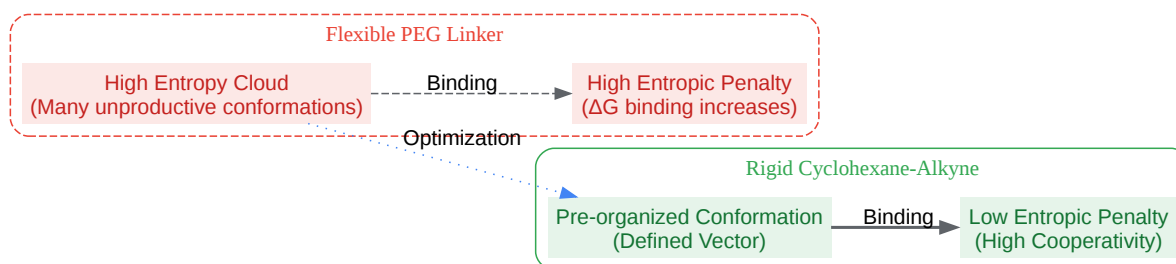 Flexible PEG Linker
High Entropy Cloud
(Many unproductive conformations)
Binding
High Entropic Penalty
(ΔG binding increases)
Optimization
Rigid Cyclohexane-Alkyne
Pre-organized Conformation
(Defined Vector)
Binding
Low Entropic Penalty
(High Cooperativity)